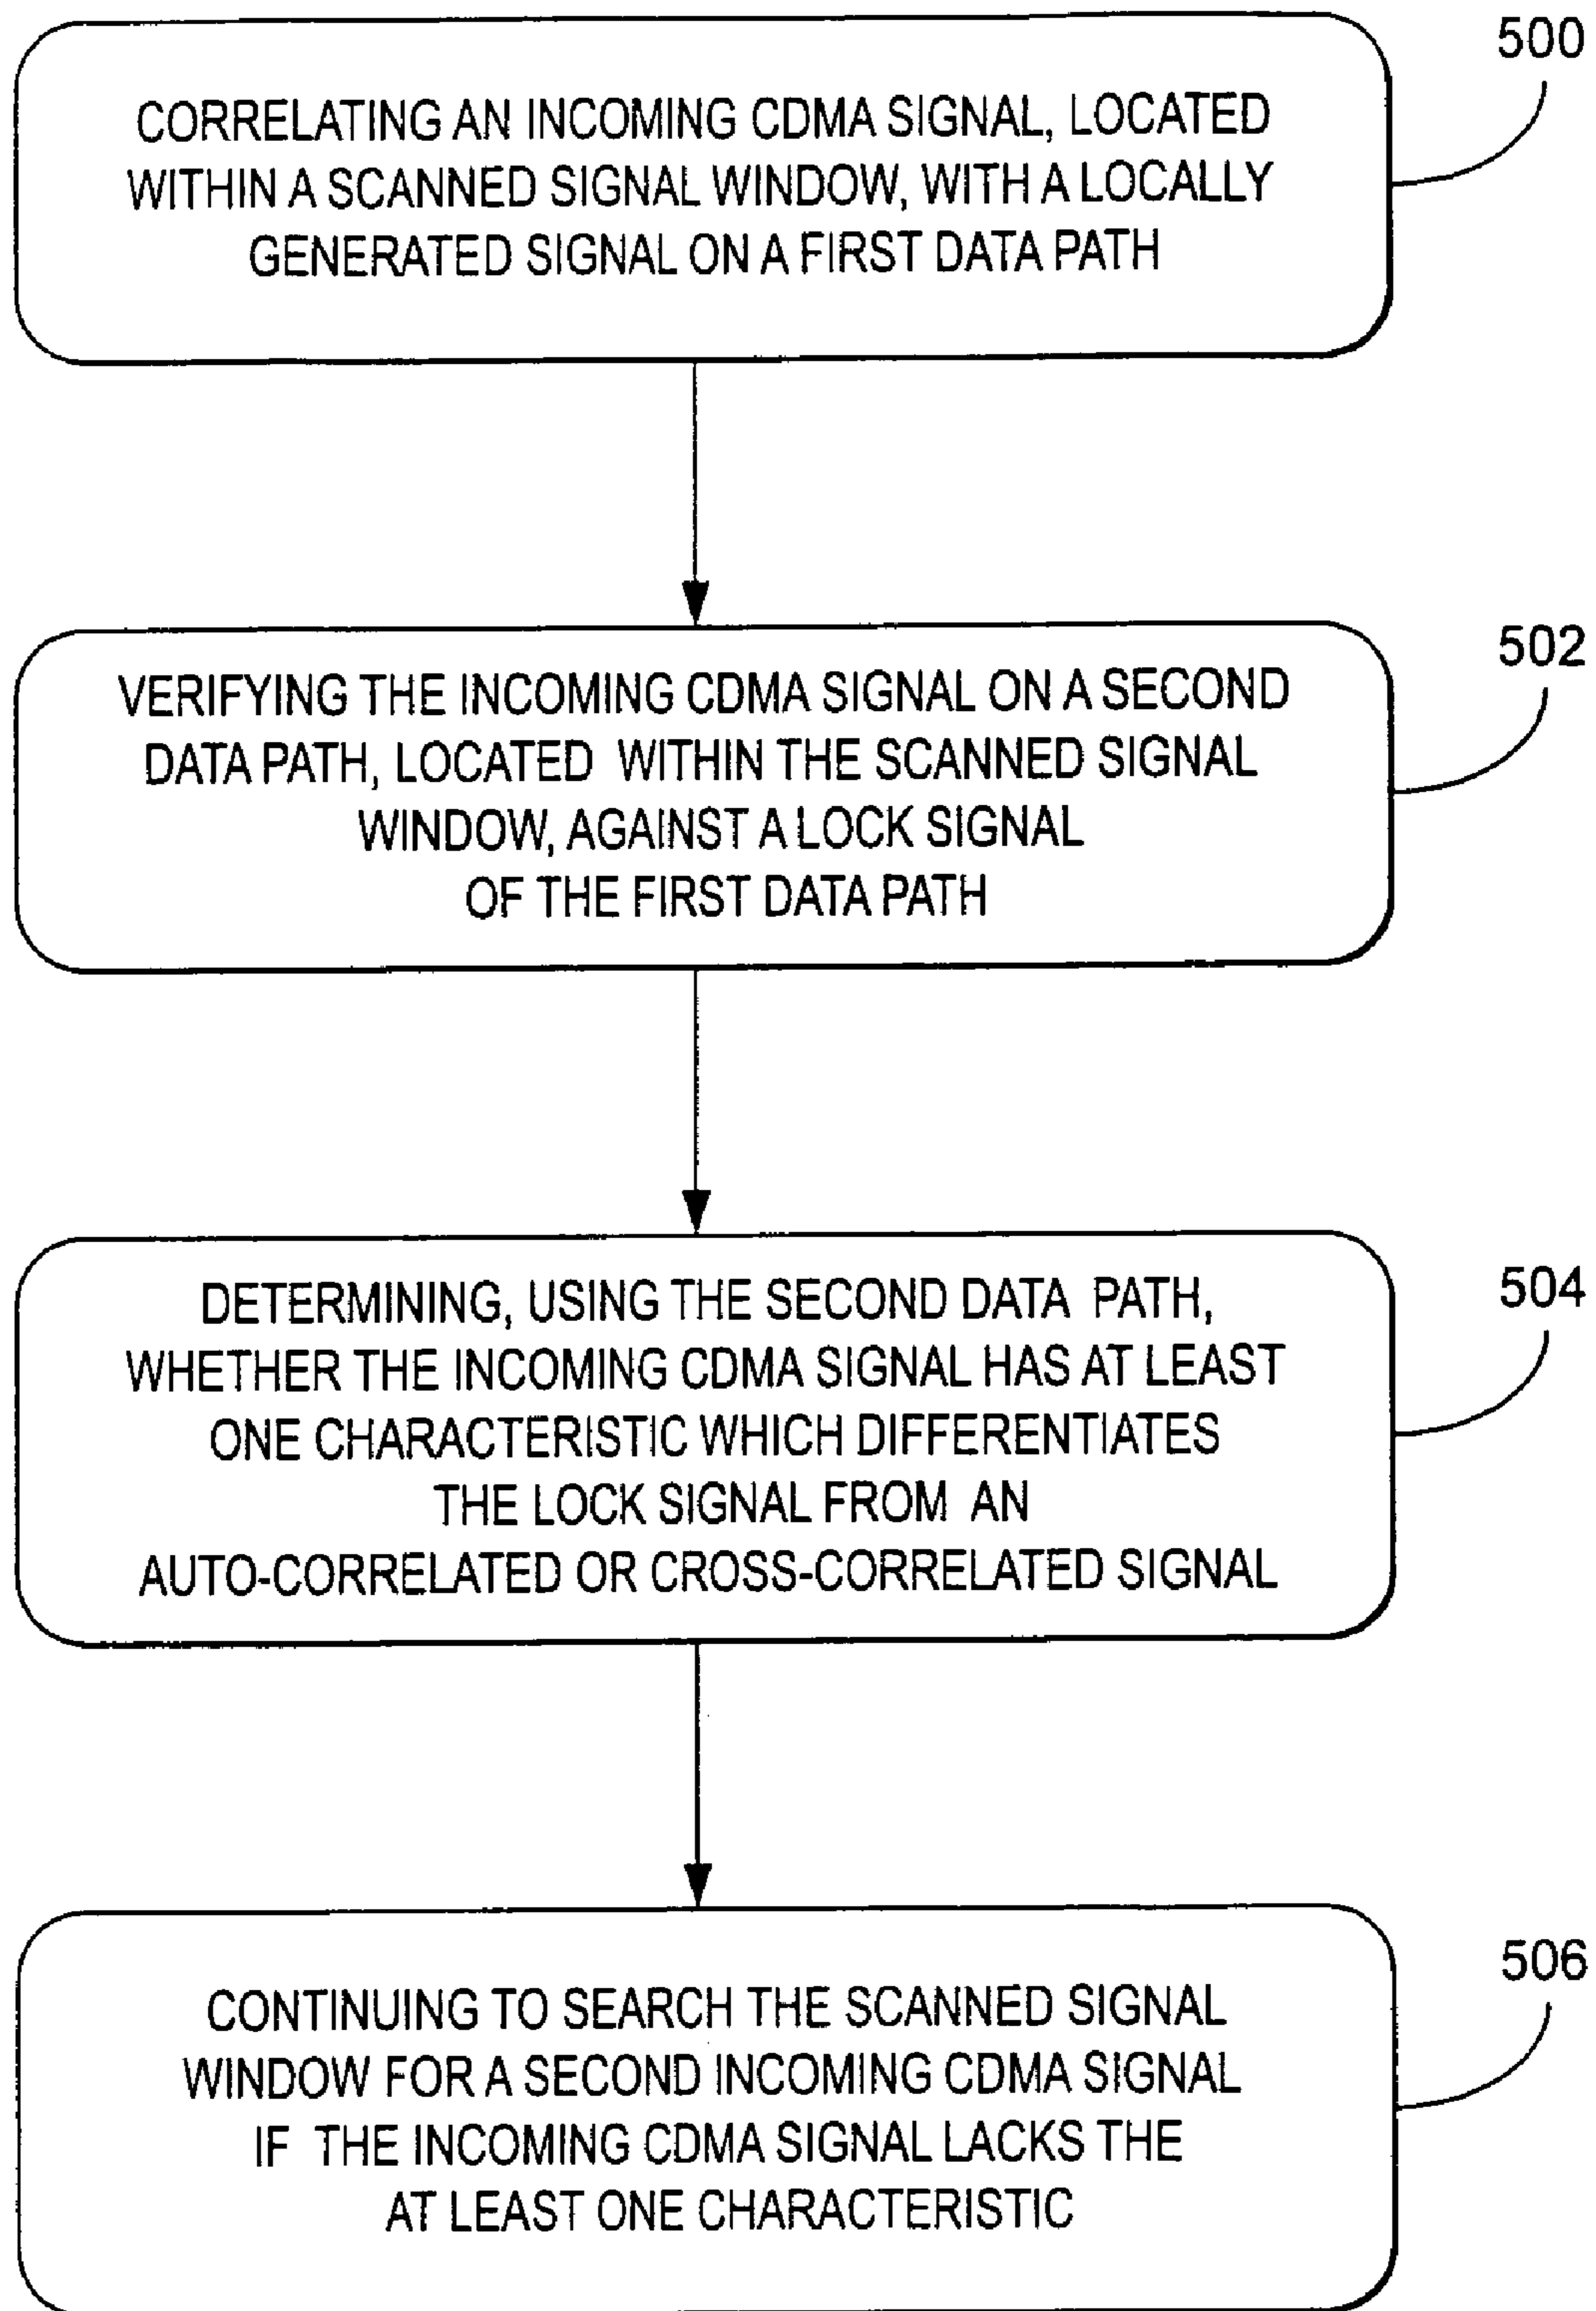 500
CORRELATING AN INCOMING CDMA SIGNAL, LOCATED
WITHIN A SCANNED SIGNAL WINDOW, WITH A LOCALLY
GENERATED SIGNAL ON A FIRST DATA PATH
502
VERIFYING THE INCOMING CDMA SIGNAL ON A SECOND
DATA PATH, LOCATED WITHIN THE SCANNED SIGNAL
WINDOW, AGAINST A LOCK SIGNAL
OF THE FIRST DATA PATH
504
DETERMINING, USING THE SECOND DATA PATH,
WHETHER THE INCOMING CDMA SIGNAL HAS AT LEAST
ONE CHARACTERISTIC WHICH DIFFERENTIATES
THE LOCK SIGNAL FROM AN
AUTO-CORRELATED OR CROSS-CORRELATED SIGNAL
506
CONTINUING TO SEARCH THE SCANNED SIGNAL
WINDOW FOR A SECOND INCOMING CDMA SIGNAL
IF THE INCOMING CDMA SIGNAL LACKS THE
AT LEAST ONE CHARACTERISTIC